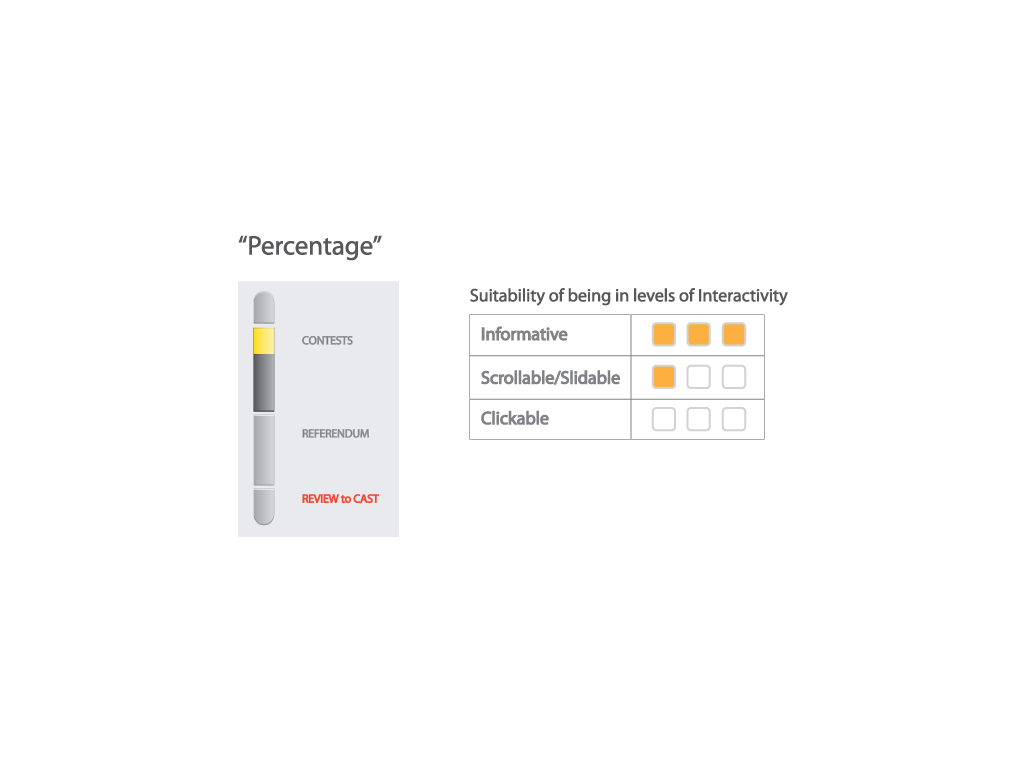 “Percentage”
CONTESTS
REFERENDUM
REVIEW to CAST
Suitability of being in levels of Interactivity
Informative
Scrollable/Slidable
Clickable